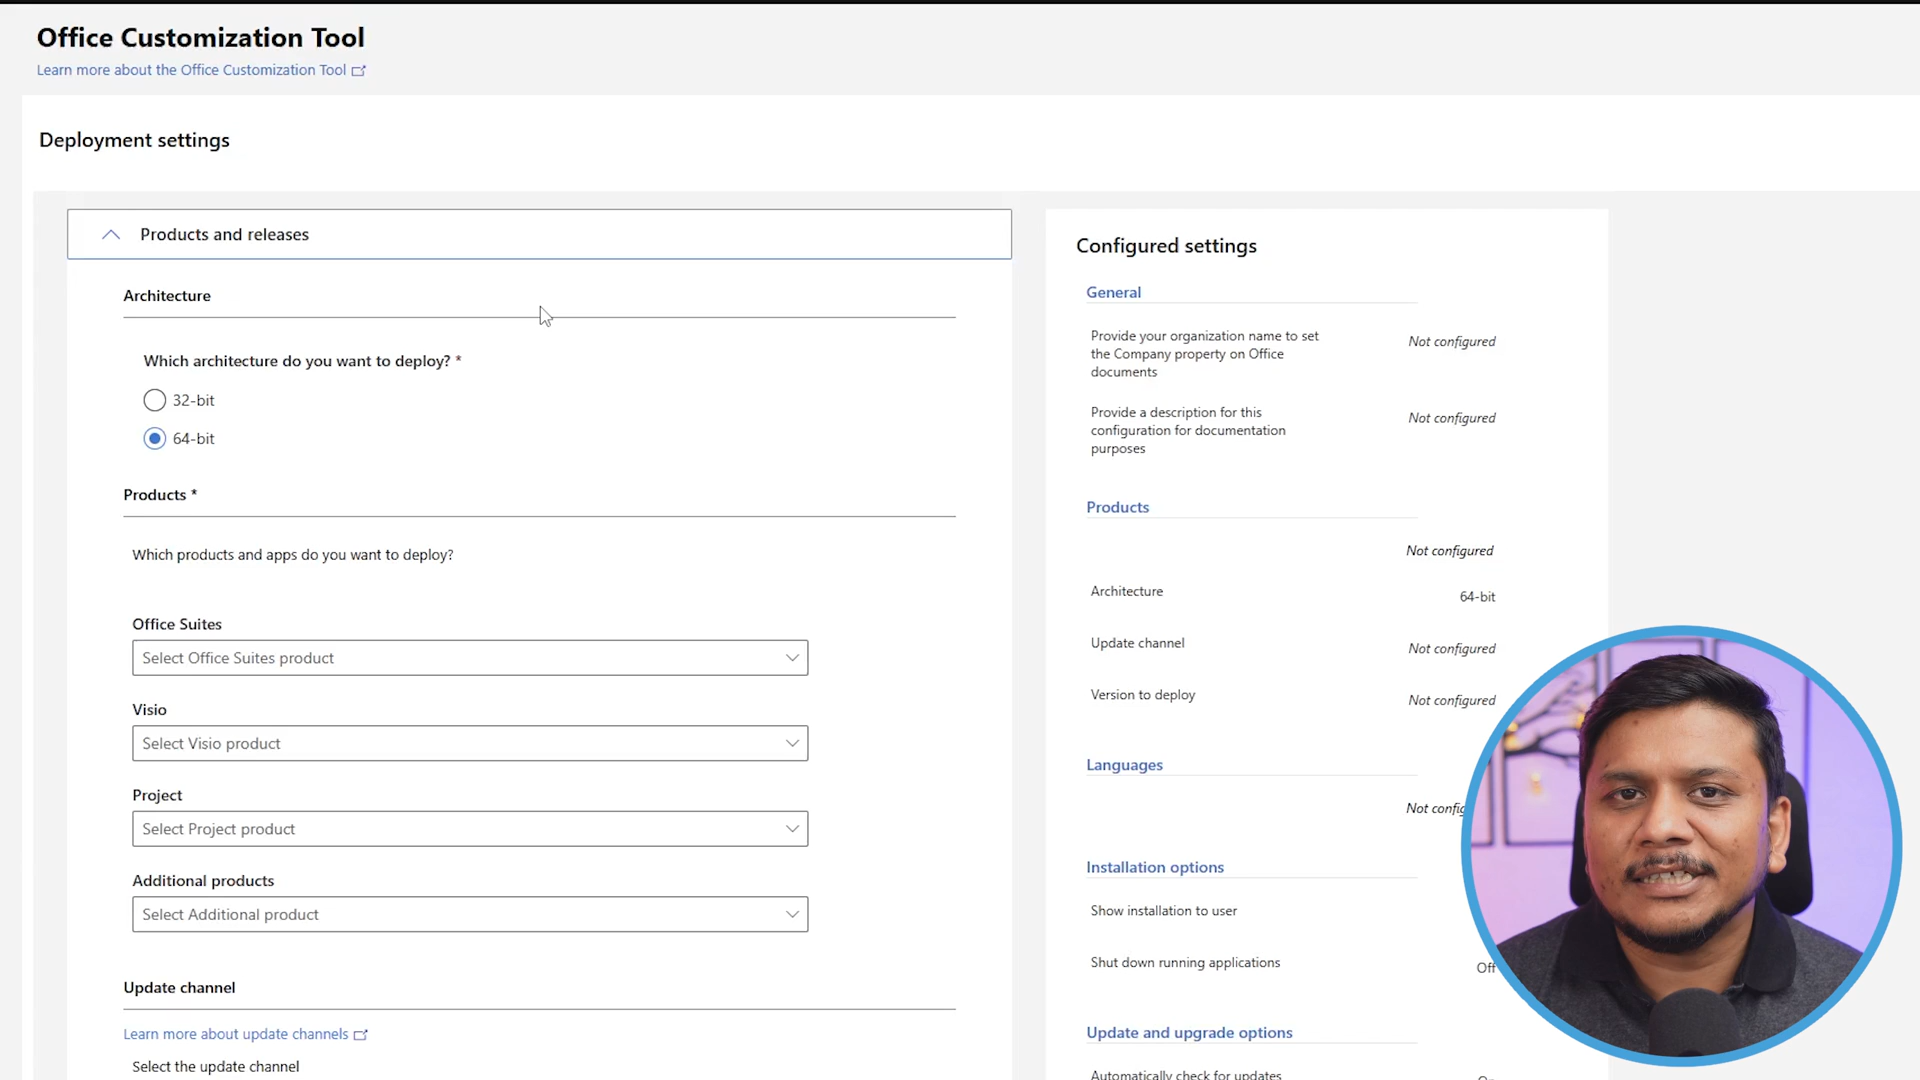 Office Customization Tool
Learn more about the Office Customization Tool
Deployment settings
Products and releases
Architecture
Which architecture do you want to deploy? *
32-bit
64-bit
Products *
Which products and apps do you want to deploy?
Office Suites
Select Office Suites product
Visio
Select Visio product
Project
Select Project product
Additional products
Select Additional product
Update channel
Learn more about update channels
Select the update channel
Configured settings
General
Provide your organization name to set
the Company property on Office
documents
Not configured
Provide a description for this
configuration for documentation
purposes
Not configured
Products
Not configured
Architecture
64-bit
Update channel
Not configured
Version to deploy
Not configured
Languages
Not
Installation options
Show installation to user
Shut down running applications
Off
Update and upgrade options
Automatically check for updates